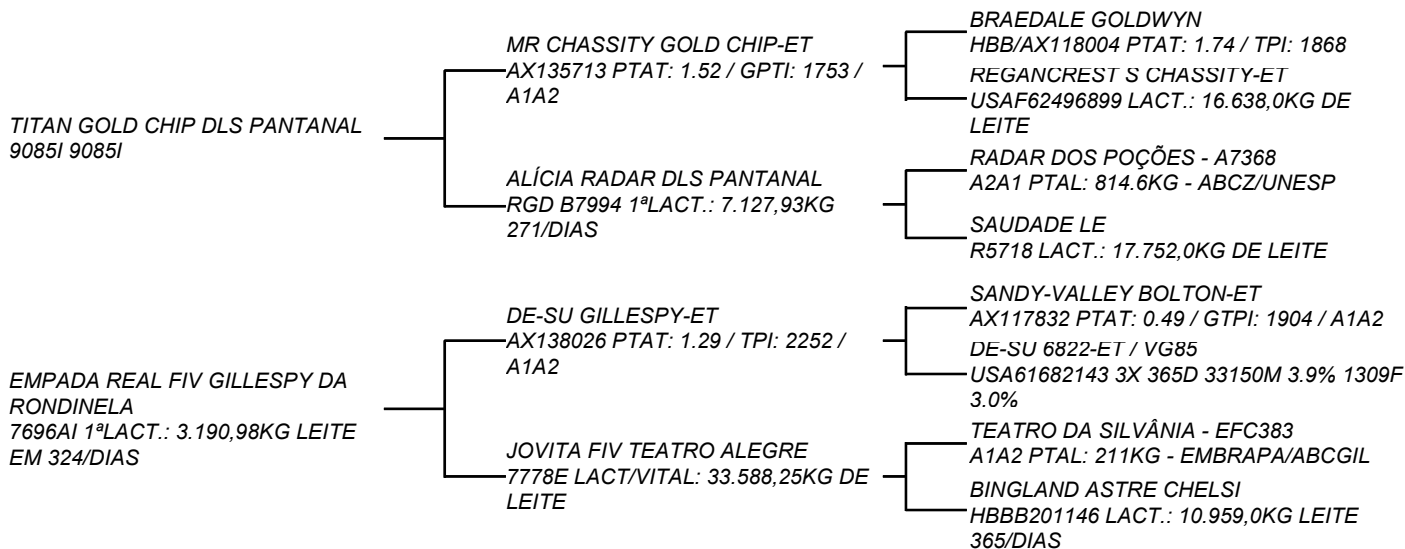 TITAN GOLD CHIP DLS PANTANAL
9085I 9085I
MR CHASSITY GOLD CHIP-ET
AX135713 PTAT: 1.52 / GPTI: 1753 /
A1A2
BRAEDALE GOLDWYN
HBB/AX118004 PTAT: 1.74 / TPI: 1868
REGANCREST S CHASSITY-ET
USAF62496899 LACT.: 16.638,0KG DE
LEITE
ALÍCIA RADAR DLS PANTANAL
RGD B7994 1ªLACT.: 7.127,93KG
271/DIAS
RADAR DOS POÇÕES - A7368
A2A1 PTAL: 814.6KG - ABCZ/UNESP
SAUDADE LE
R5718 LACT.: 17.752,0KG DE LEITE
EMPADA REAL FIV GILLESPY DA
RONDINELA
7696AI 1ªLACT.: 3.190,98KG LEITE
EM 324/DIAS
DE-SU GILLESPY-ET
AX138026 PTAT: 1.29 / TPI: 2252 /
A1A2
SANDY-VALLEY BOLTON-ET
AX117832 PTAT: 0.49 / GTPI: 1904 / A1A2
DE-SU 6822-ET / VG85
USA61682143 3X 365D 33150M 3.9% 1309F
3.0%
JOVITA FIV TEATRO ALEGRE
7778E LACT/VITAL: 33.588,25KG DE
LEITE
TEATRO DA SILVÂNIA - EFC383
A1A2 PTAL: 211KG - EMBRAPA/ABCGIL
BINGLAND ASTRE CHELSI
HBBB201146 LACT.: 10.959,0KG LEITE
365/DIAS